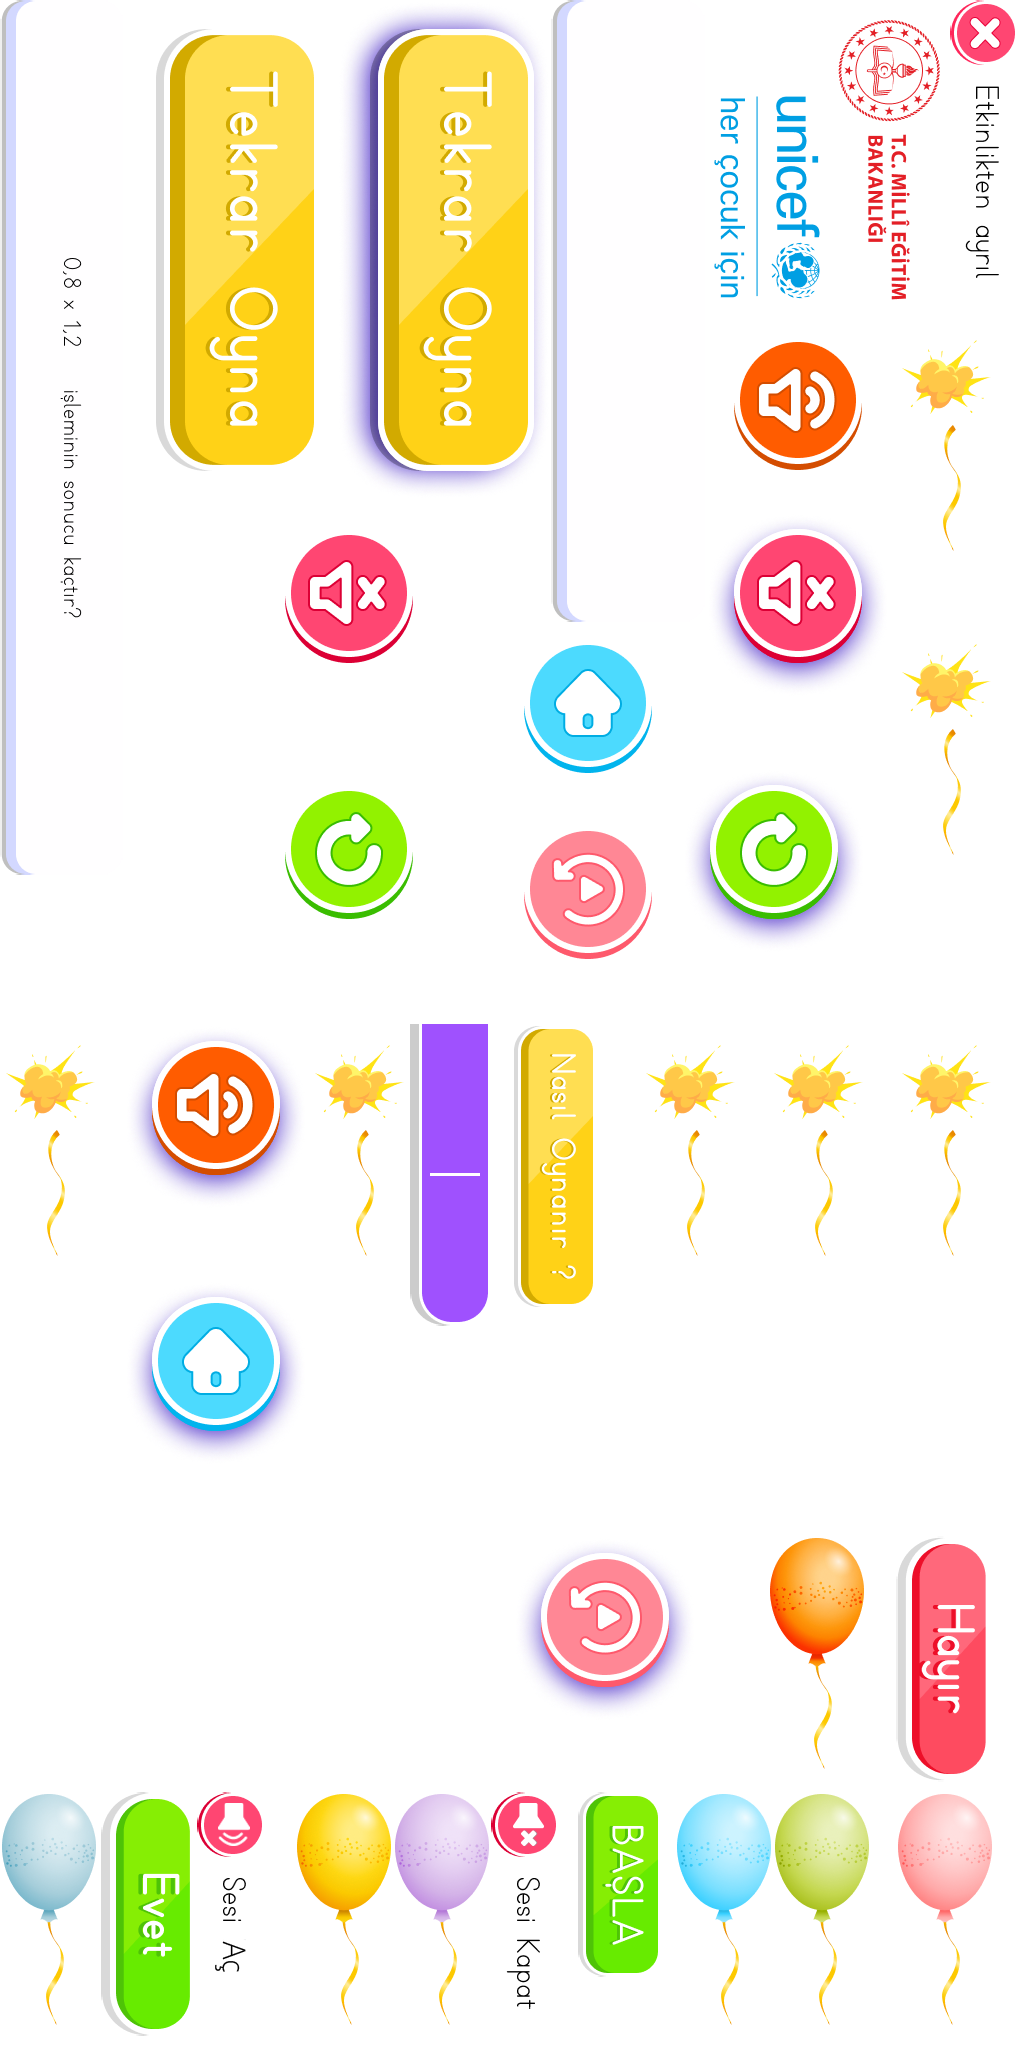 Etkinlikten ayrıl
T.C. MİLLÎ EĞİTİM
BAKANLIĞI
unicef
her çocuk için
Tekrar Oyna
Tekrar Oyna
0,8 x 1,2 işleminin sonucu kaçtır?
Nasıl Oynanır ?
Hayır
BAŞLA
Sesi Kapat
Sesi Aç
Evet